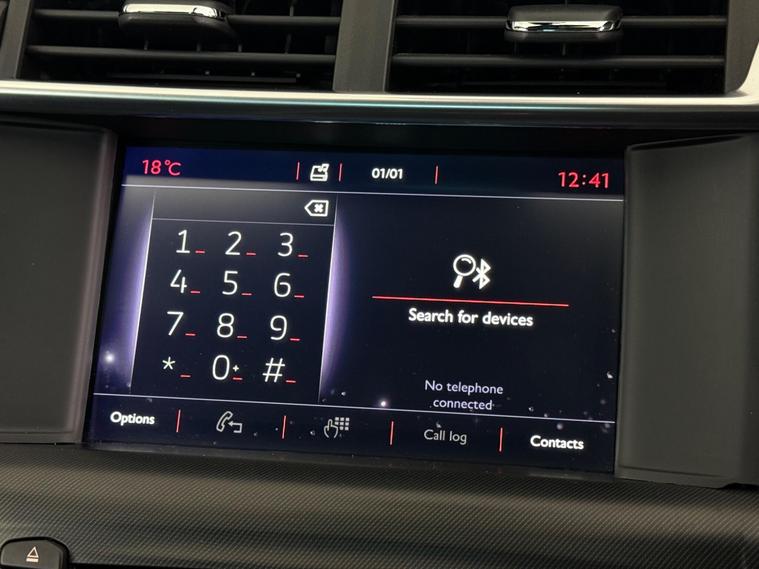 18°C 01/01 12:41
1 2 3
4 5 6
7 8 9
* 0+ #
Search for devices
No telephone
connected
Options Call log Contacts